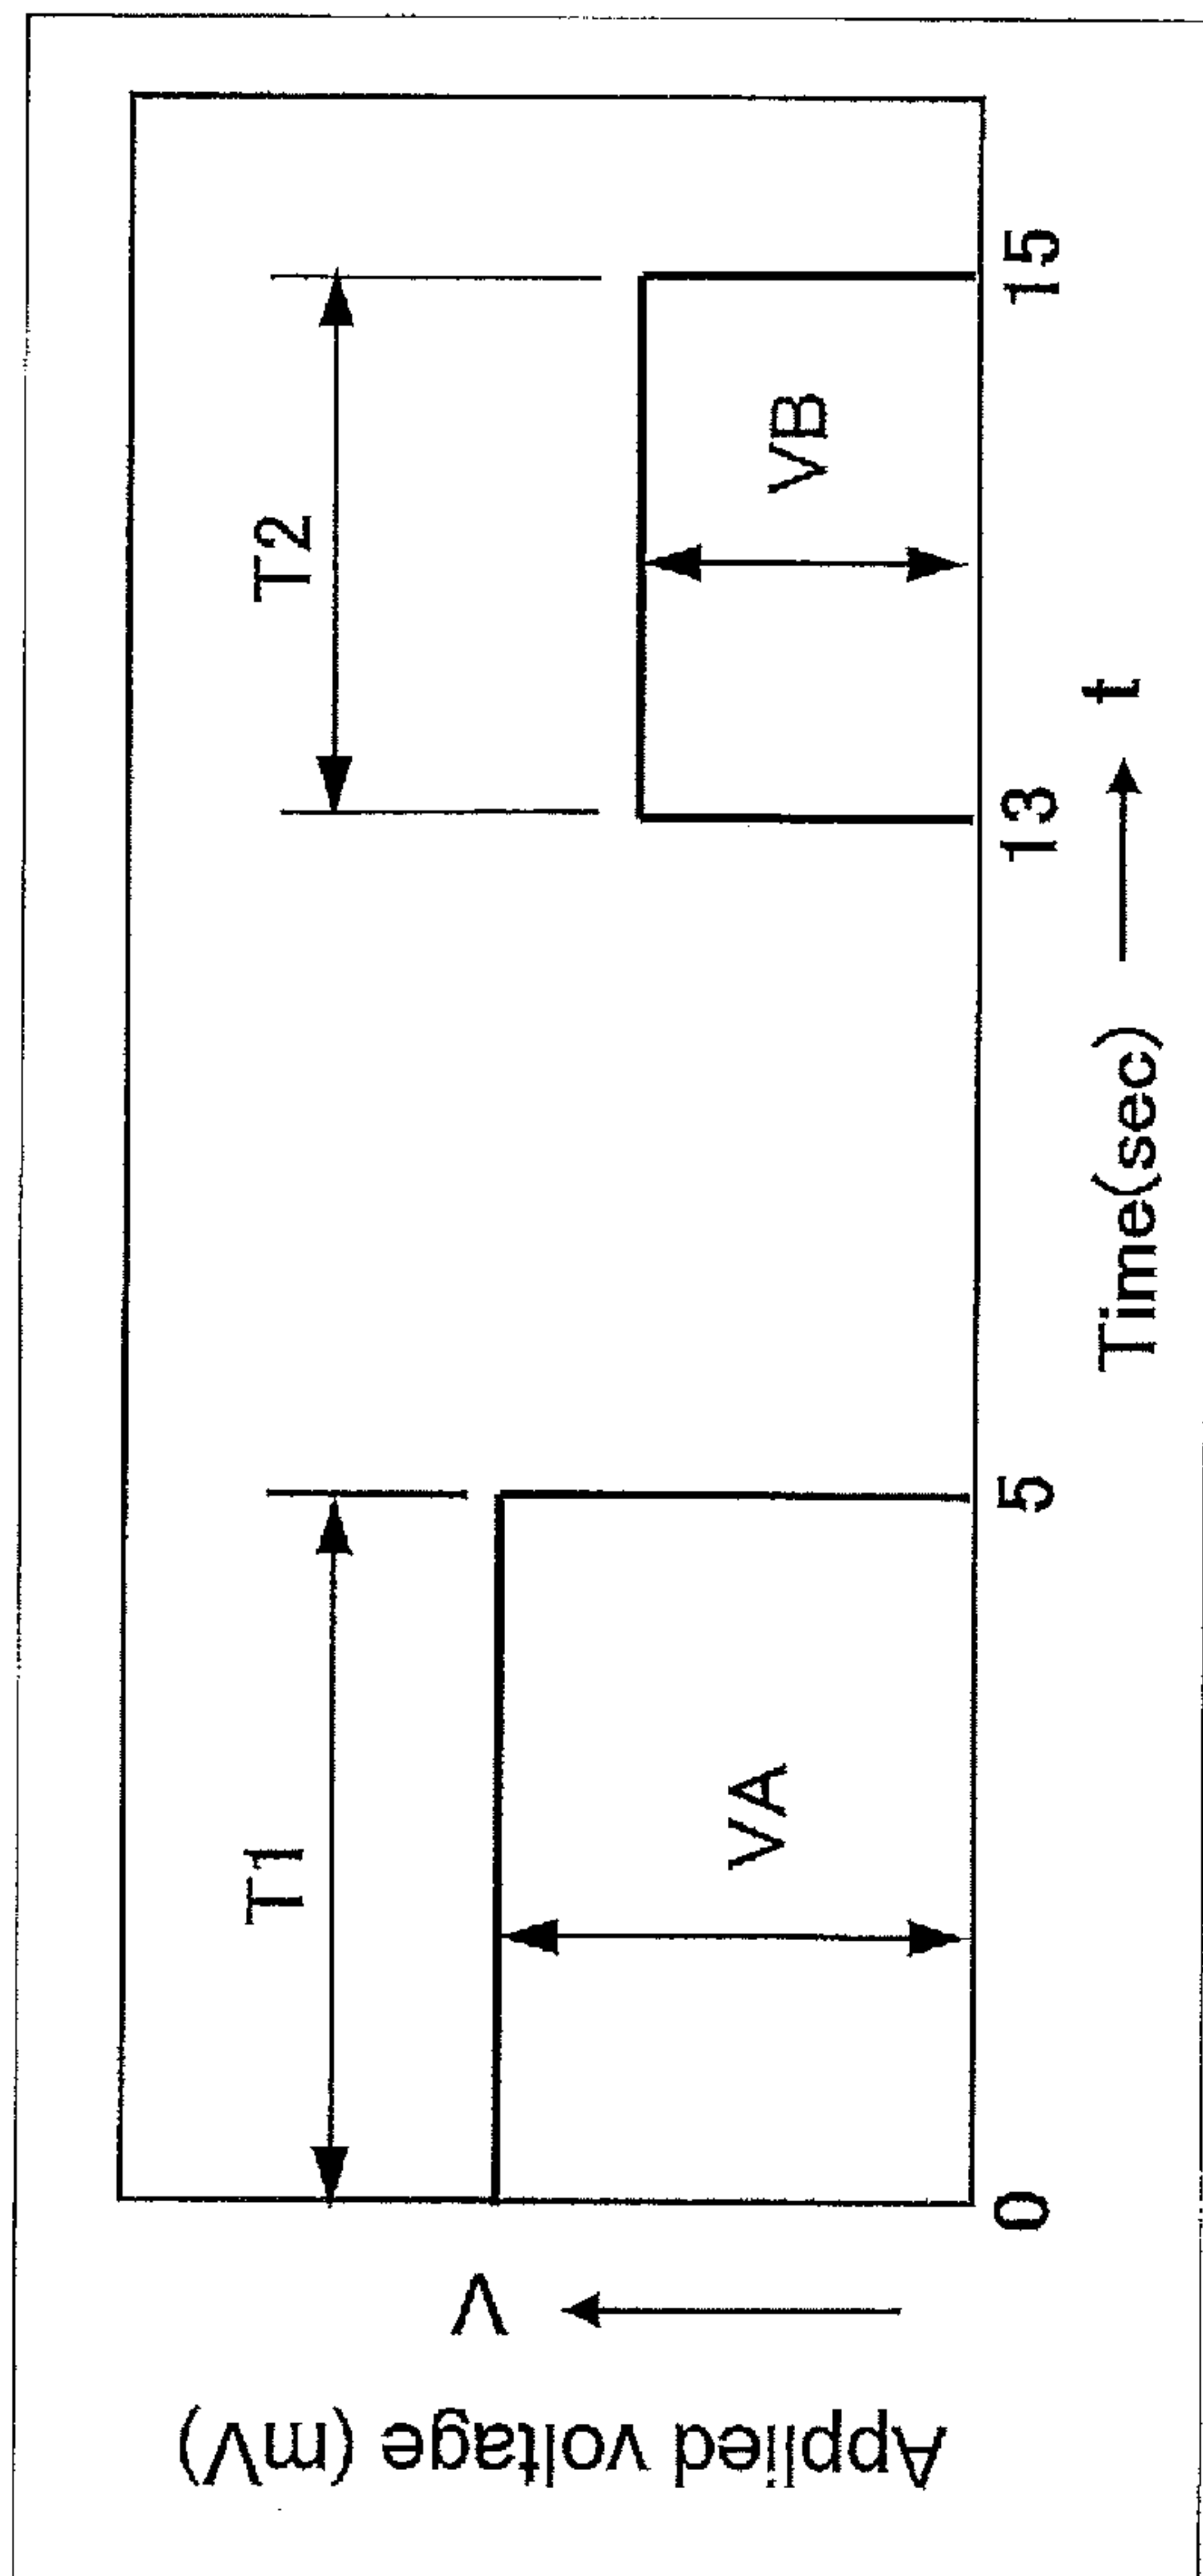 Applied voltage (mV)
V
T1
T2
VA
VB
0
5
13
15
Time(sec)
t